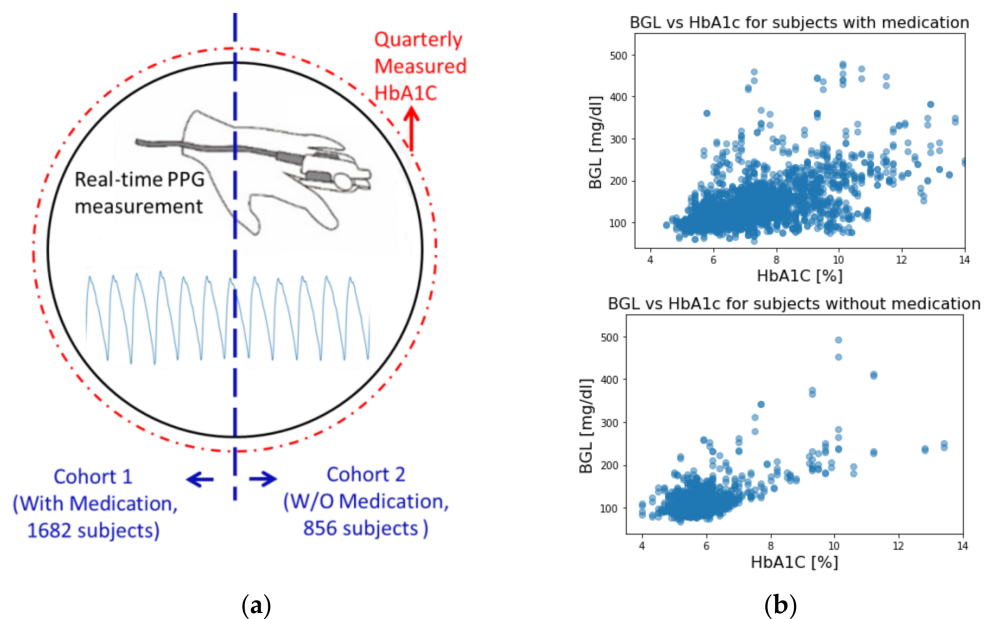 Quarterly
Measured
HbA1C
Real-time PPG
measurement
Cohort 1
(With Medication,
1682 subjects)
Cohort 2
(W/O Medication,
856 subjects )
(a)
BGL vs HbA1c for subjects with medication
500
400
300
200
100
BGL [mg/dl]
4
6
8
10
12
14
HbA1C [%]
BGL vs HbA1c for subjects without medication
500
400
300
200
100
BGL [mg/dl]
4
6
8
10
12
14
HbA1C [%]
(b)